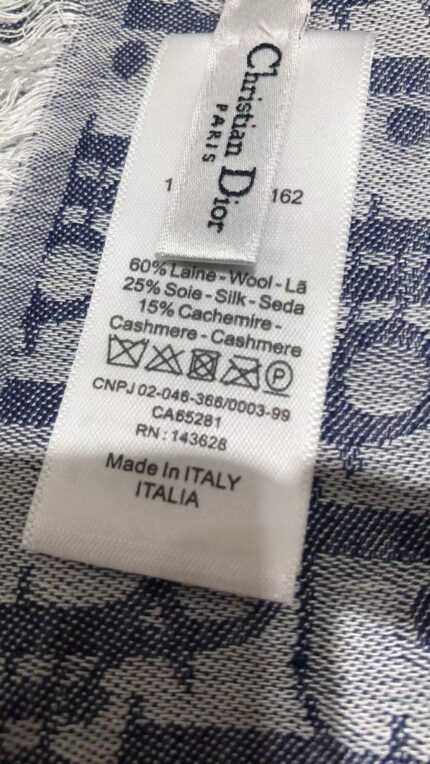 Christian Dior
PARIS
1 162
60% Laine - Wool - Lã
25% Soie - Silk - Seda
15% Cachemire -
Cashmere - Cashmere
P
CNPJ 02-046-366/0003-99
CA65281
RN : 143628
Made In ITALY
ITALIA